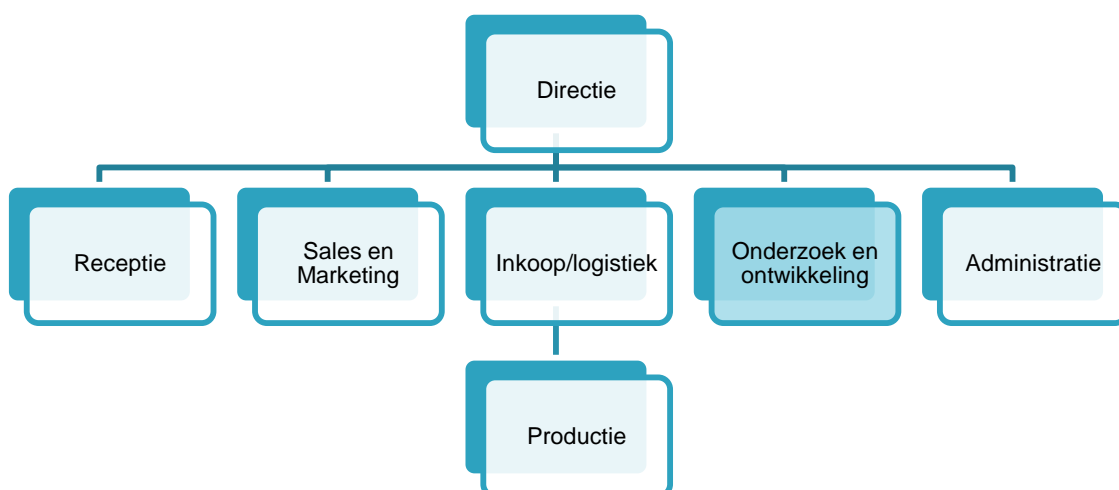 Directie
Receptie
Sales en
Marketing
Inkoop/logistiek
Onderzoek en
ontwikkeling
Administratie
Productie